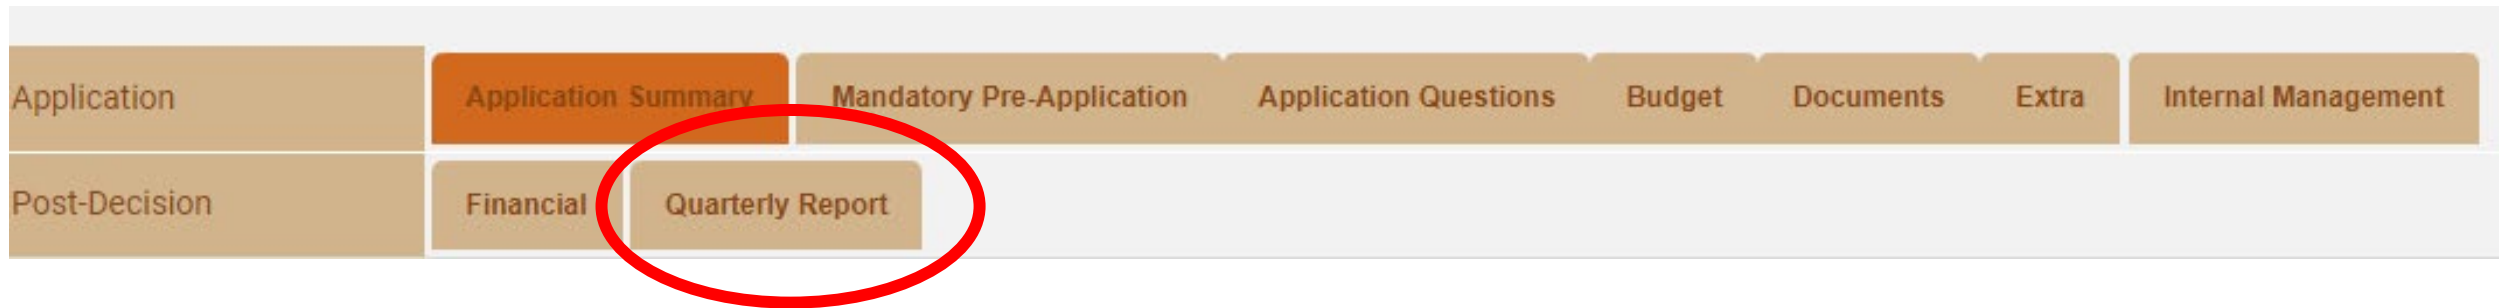 Application Application Summary Mandatory Pre-Application Application Questions Budget Documents Extra Internal Management
Post-Decision Financial Quarterly Report